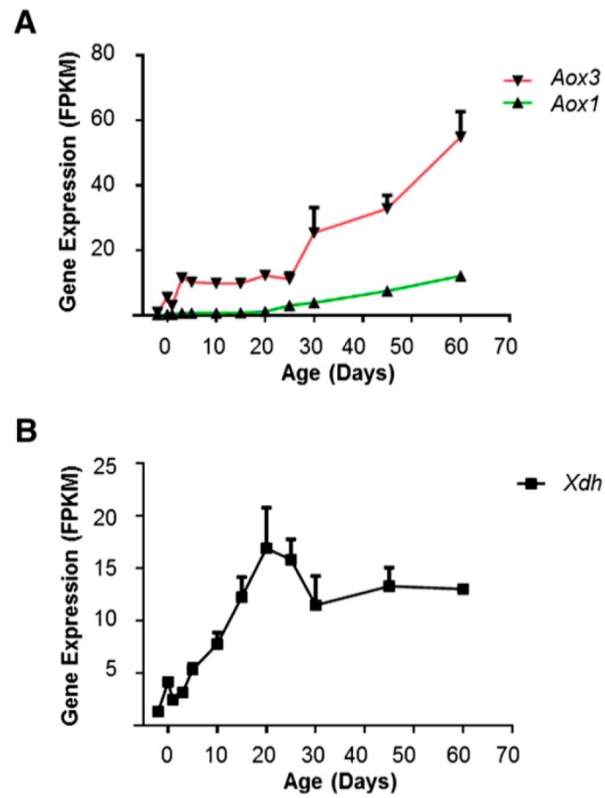 A
Gene Expression (FPKM)
80
60
40
20
0 10 20 30 40 50 60 70
Age (Days)
Aox3
Aox1
B
Gene Expression (FPKM)
25
20
15
10
5
0 10 20 30 40 50 60 70
Age (Days)
Xdh